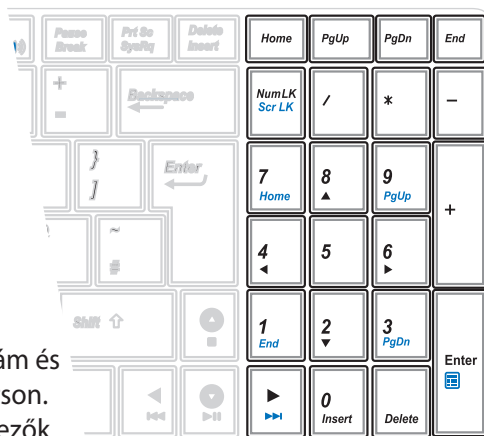 Pause Prt Sc Delete Home PgUp PgDn End
Break SysRq Insert
+ Backspace NumLK / * -
- Scr LK
} Enter 7 8 9 +
] Home PgUp
~ 4 5 6
#
Shift 1 2 3 Enter
End PgDn
ám és
son.
0
Insert Delete
ezők